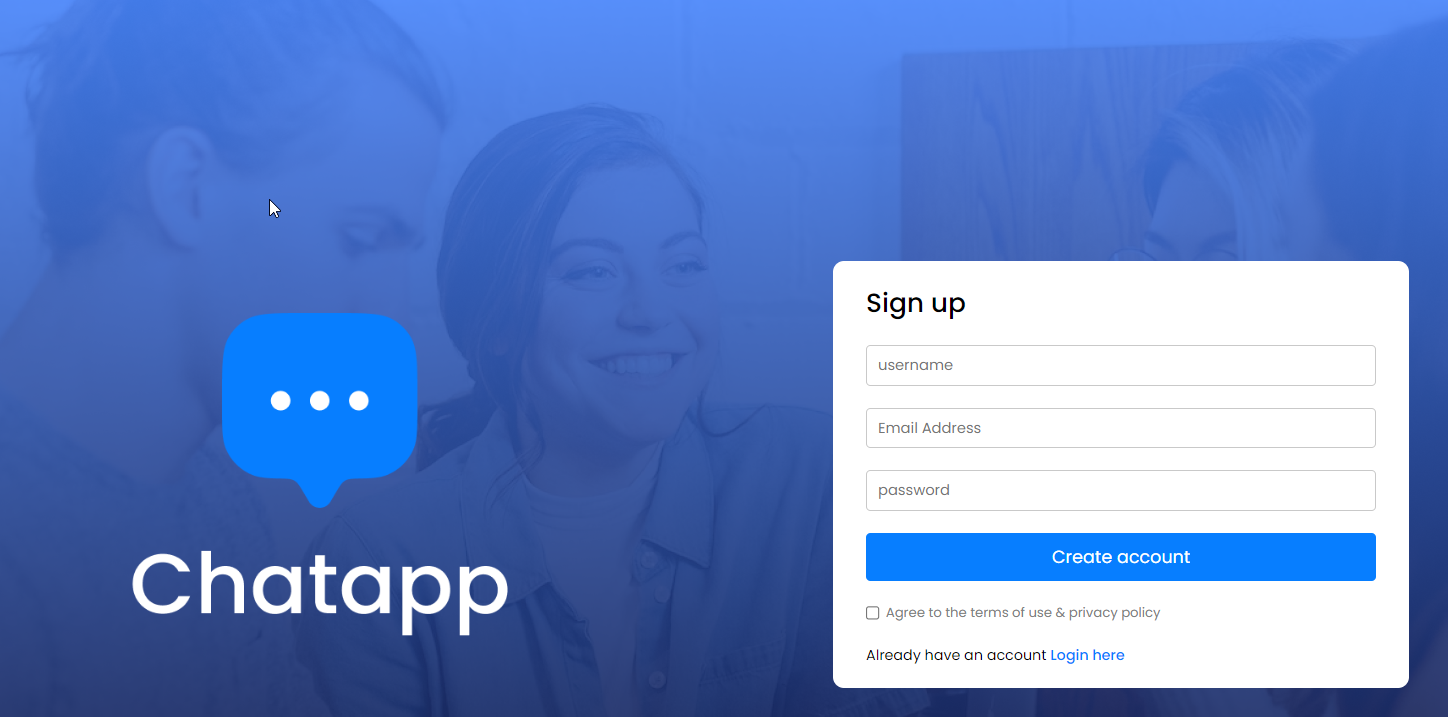 Chatapp
Sign up
username
Email Address
password
Create account
Agree to the terms of use & privacy policy
Already have an account Login here